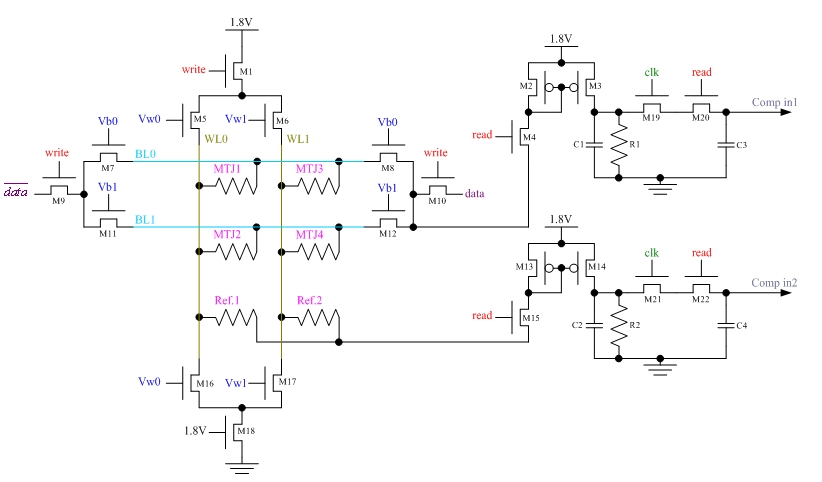 1.8V
write
M1
Vw0
M5
Vw1
M6
WL0
WL1
Vb0
BL0
M7
write
data
M9
Vb1
BL1
M11
MTJ1
MTJ3
MTJ2
MTJ4
Ref.1
Ref.2
Vb0
M8
write
Vb1
M10
data
M12
Vw0
M16
Vw1
M17
1.8V
M18
1.8V
M2
M3
read
M4
C1
R1
clk
M19
read
M20
Comp in1
C3
1.8V
M13
M14
read
M15
C2
R2
clk
M21
read
M22
Comp in2
C4